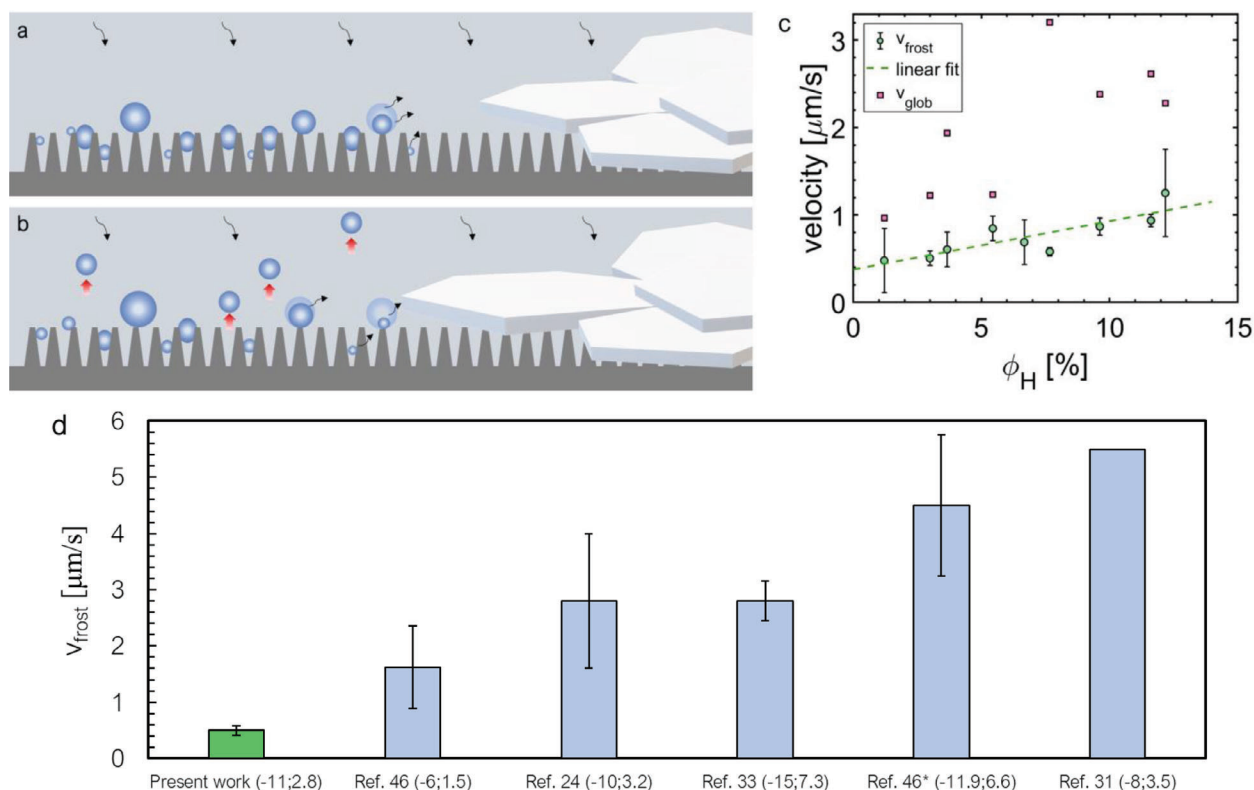 a
b
c
velocity [μm/s]
3
2
1
0
v_frost
linear fit
v_glob
0 5 10 15
ϕ_H [%]
d
v_frost [μm/s]
6
5
4
3
2
1
0
Present work (-11;2.8) Ref. 46 (-6;1.5) Ref. 24 (-10;3.2) Ref. 33 (-15;7.3) Ref. 46* (-11.9;6.6) Ref. 31 (-8;3.5)